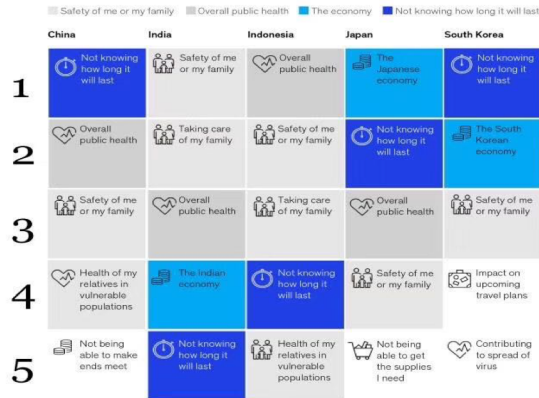 Safety of me or my family Overall public health The economy Not knowing how long it will last
China India Indonesia Japan South Korea
1
Not knowing
how long it
will last
Safety of me
or my family
Overall
public health
The
Japanese
economy
Not knowing
how long it
will last
2
Overall
public health
Taking care
of my family
Safety of me
or my family
Not knowing
how long it
will last
The South
Korean
economy
3
Safety of me
or my family
Overall
public health
Taking care
of my family
Overall
public health
Safety of me
or my family
4
Health of my
relatives in
vulnerable
populations
The Indian
economy
Not knowing
how long it
will last
Safety of me
or my family
Impact on
upcoming
travel plans
5
Not being
able to make
ends meet
Not knowing
how long it
will last
Health of my
relatives in
vulnerable
populations
Not being
able to get
the supplies
I need
Contributing
to spread of
virus